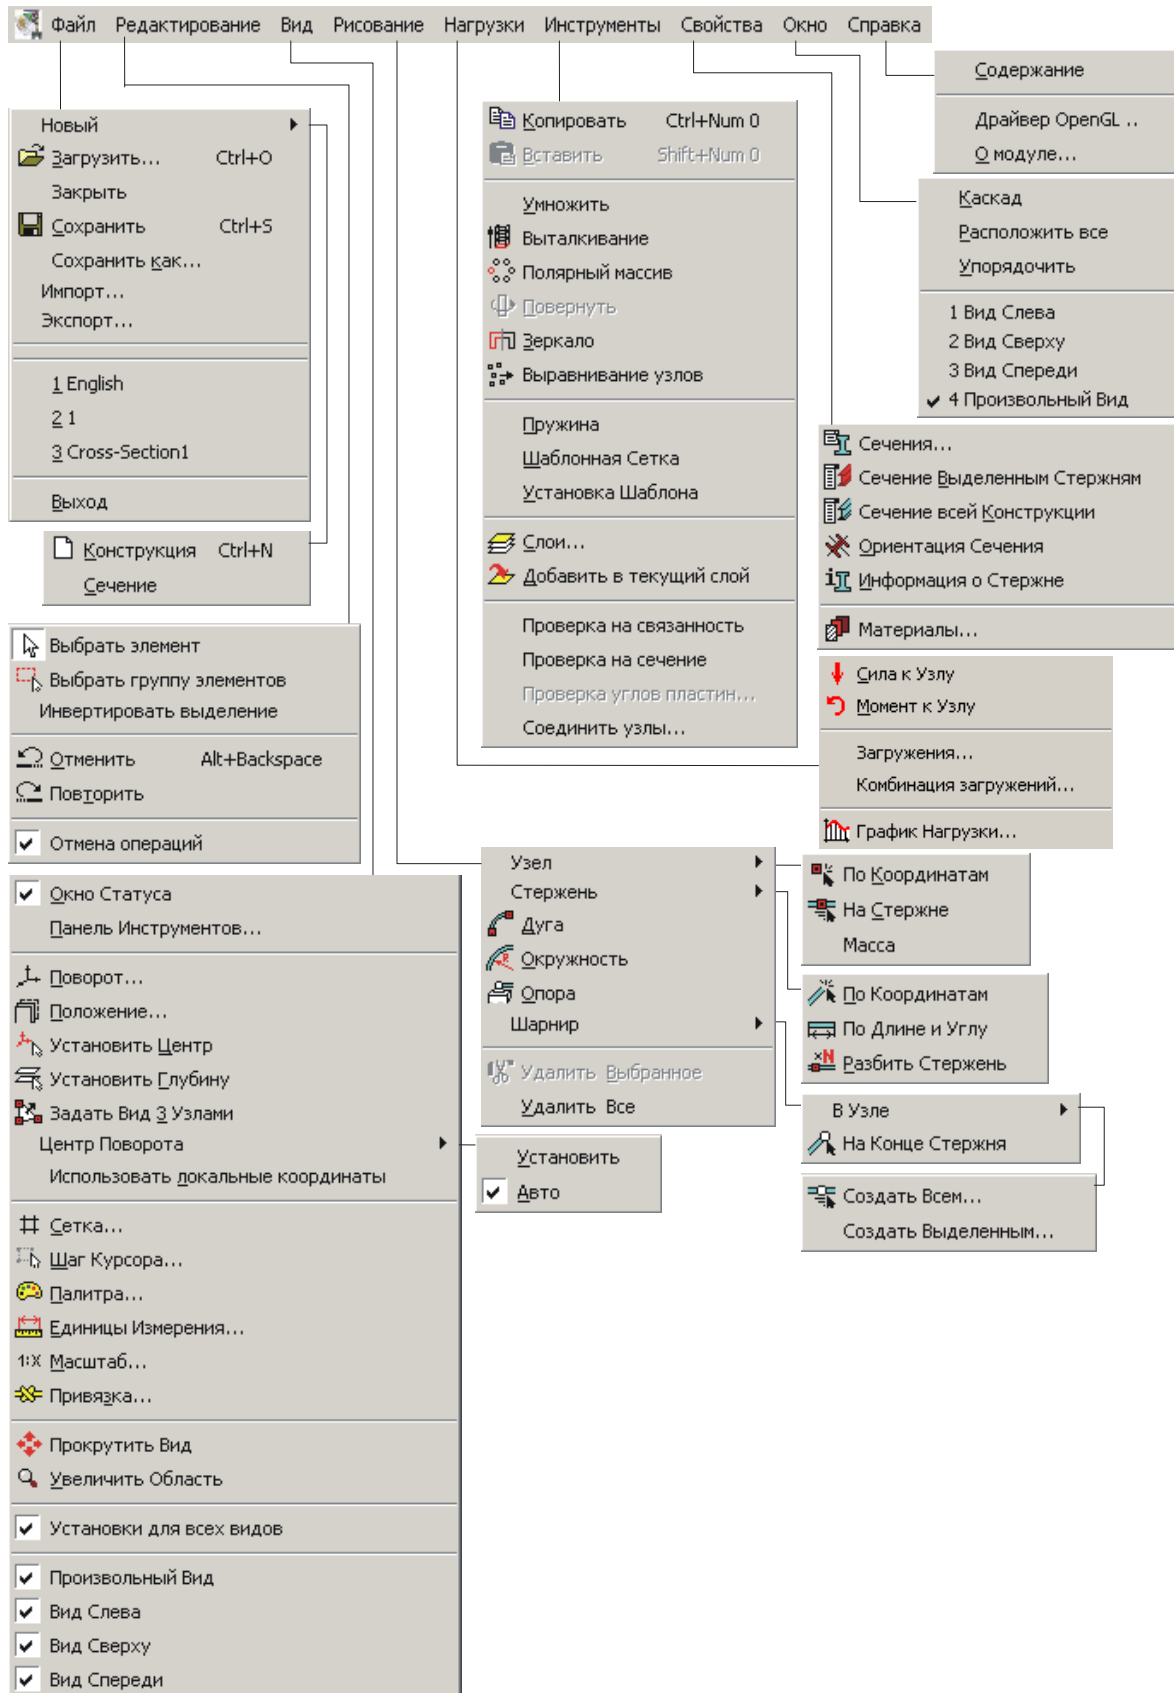 Файл Редактирование Вид Рисование Нагрузки Инструменты Свойства Окно Справка
Новый
Загрузить... Ctrl+O
Закрыть
Сохранить Ctrl+S
Сохранить как...
Импорт...
Экспорт...
1 English
2 1
3 Cross-Section1
Выход
Конструкция Ctrl+N
Сечение
Выбрать элемент
Выбрать группу элементов
Инвертировать выделение
Отменить Alt+Backspace
Повторить
Отмена операций
Окно Статуса
Панель Инструментов...
Поворот...
Положение...
Установить Центр
Установить Глубину
Задать Вид 3 Узлами
Центр Поворота
Использовать локальные координаты
Сетка...
Шаг Курсора...
Палитра...
Единицы Измерения...
1:X Масштаб...
Привязка...
Прокрутить Вид
Увеличить Область
Установки для всех видов
Произвольный Вид
Вид Слева
Вид Сверху
Вид Спереди
Установить
Авто
Копировать Ctrl+Num 0
Вставить Shift+Num 0
Умножить
Выталкивание
Полярный массив
Повернуть
Зеркало
Выравнивание узлов
Пружина
Шаблонная Сетка
Установка Шаблона
Слои...
Добавить в текущий слой
Проверка на связанность
Проверка на сечение
Проверка углов пластин...
Соединить узлы...
Узел
Стержень
Дуга
Окружность
Опора
Шарнир
Удалить Выбранное
Удалить Все
Содержание
Драйвер OpenGL ..
О модуле...
Каскад
Расположить все
Упорядочить
1 Вид Слева
2 Вид Сверху
3 Вид Спереди
4 Произвольный Вид
Сечения...
Сечение Выделенным Стержням
Сечение всей Конструкции
Ориентация Сечения
Информация о Стержне
Материалы...
Сила к Узлу
Момент к Узлу
Загружения...
Комбинация загружений...
График Нагрузки...
По Координатам
На Стержне
Масса
По Координатам
По Длине и Углу
Разбить Стержень
В Узле
На Конце Стержня
Создать Всем...
Создать Выделенным...